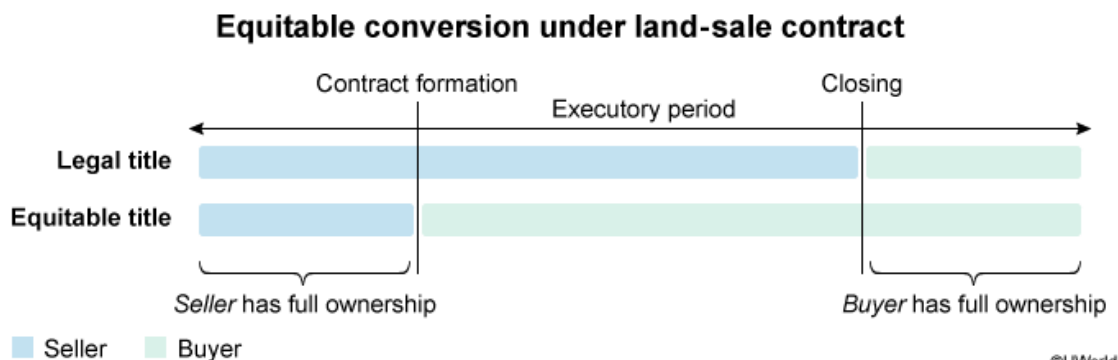 Equitable conversion under land-sale contract
Contract formation
Closing
Executory period
Legal title
Equitable title
Seller has full ownership
Buyer has full ownership
Seller
Buyer